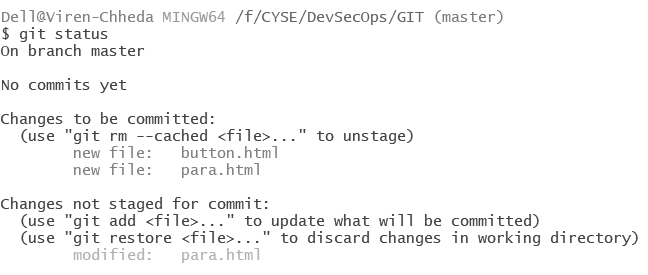 Dell@Viren-Chheda MINGW64 /f/CYSE/DevSecOps/GIT (master)
$ git status
On branch master
No commits yet
Changes to be committed:
(use "git rm --cached <file>..." to unstage)
new file: button.html
new file: para.html
Changes not staged for commit:
(use "git add <file>..." to update what will be committed)
(use "git restore <file>..." to discard changes in working directory)
modified: para.html